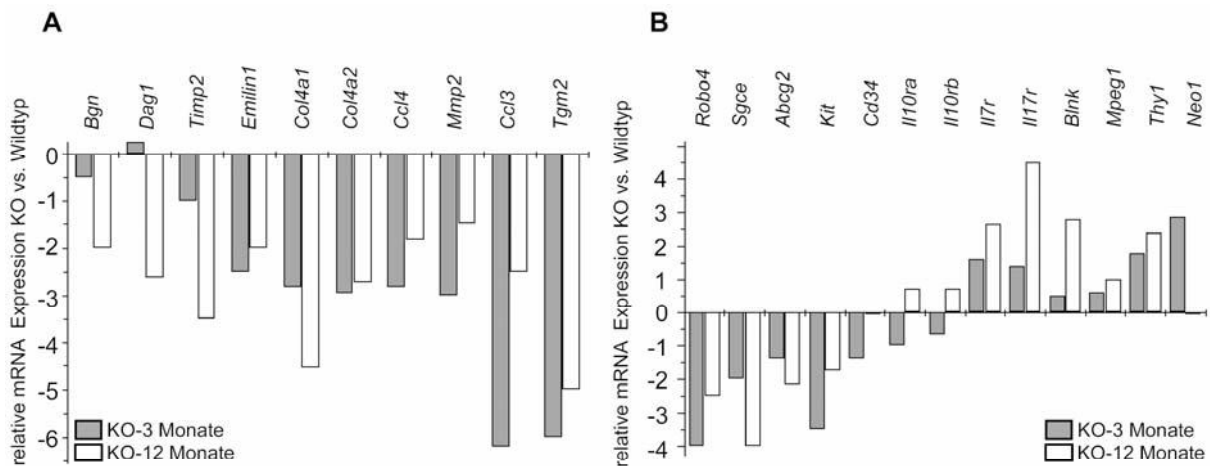 A
Bgn
Dag1
Timp2
Emilin1
Col4a1
Col4a2
Ccl4
Mmp2
Ccl3
Tgm2
relative mRNA Expression KO vs. Wildtyp
0
-1
-2
-3
-4
-5
-6
KO-3 Monate
KO-12 Monate
B
Robo4
Sgce
Abcg2
Kit
Cd34
Il10ra
Il10rb
Il7r
Il17r
Blnk
Mpeg1
Thy1
Neo1
relative mRNA Expression KO vs. Wildtyp
4
3
2
1
0
-1
-2
-3
-4
KO-3 Monate
KO-12 Monate